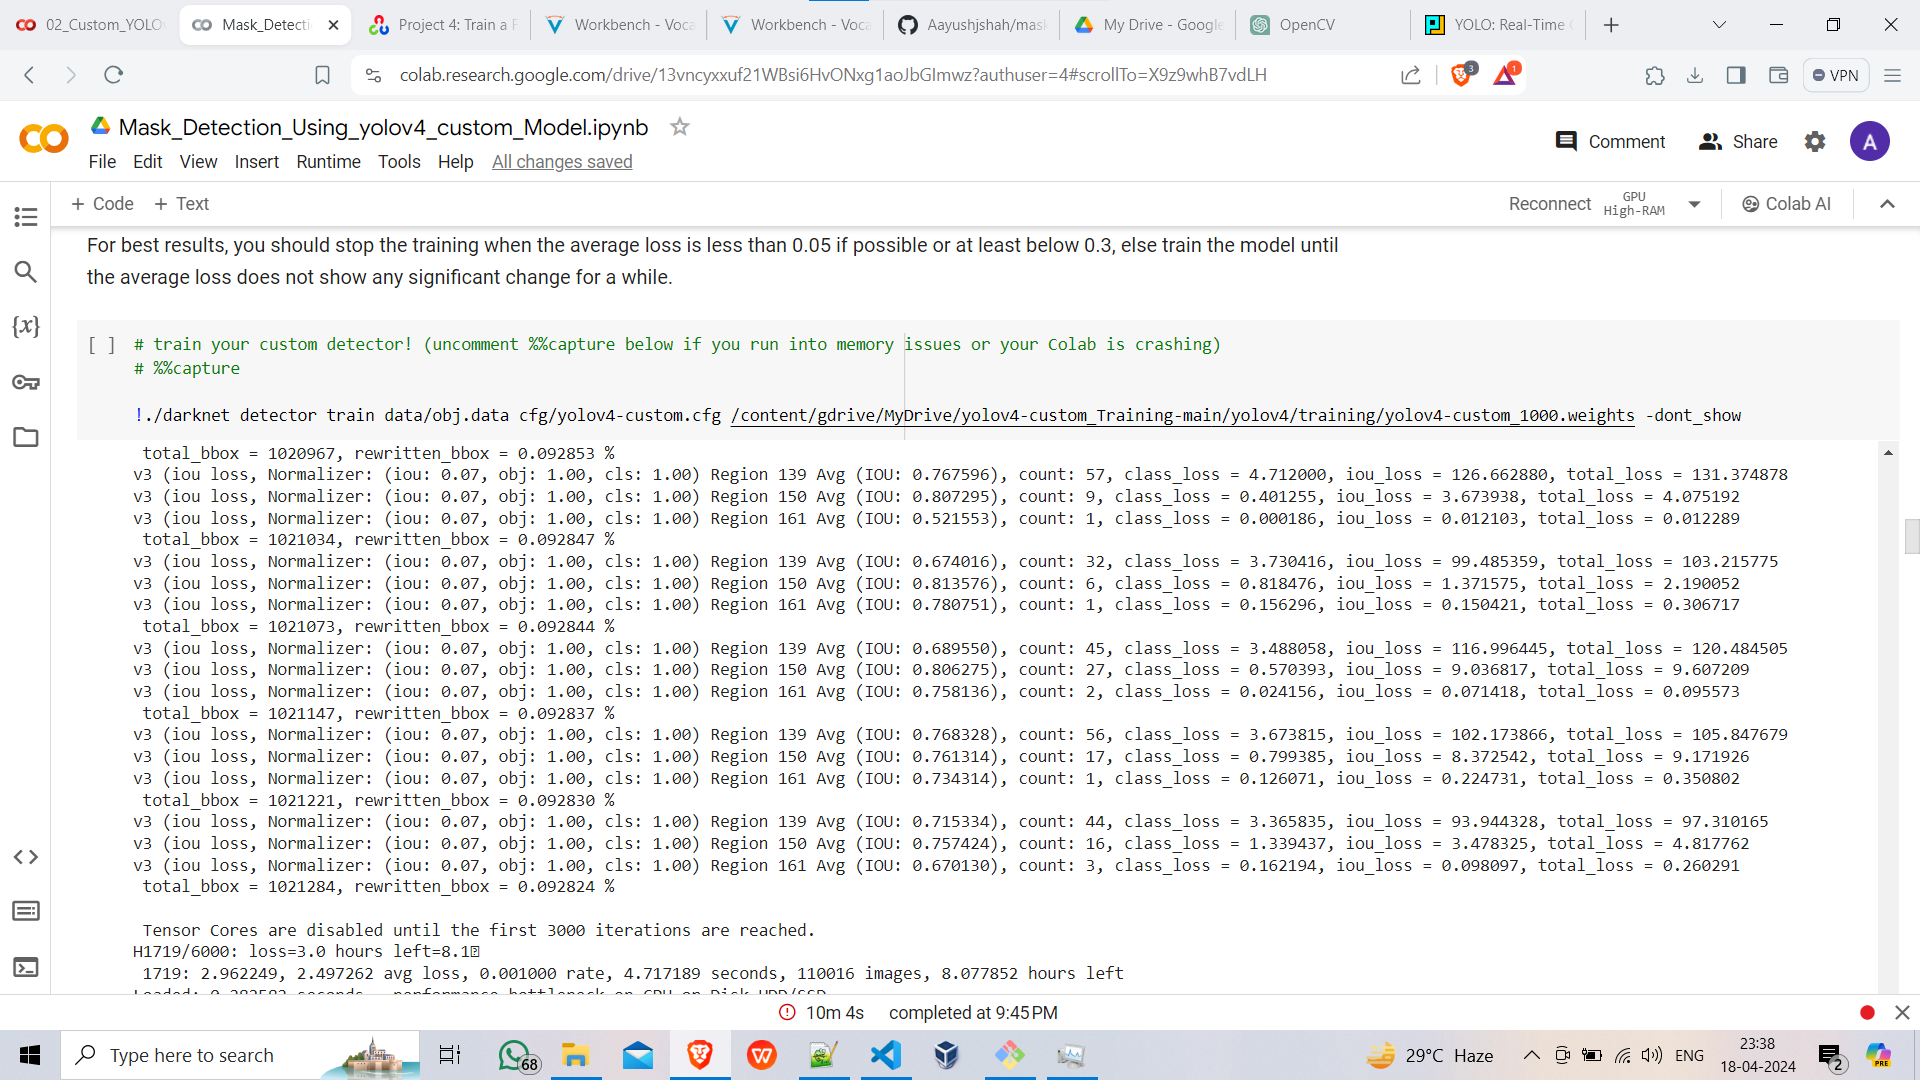 02_Custom_YOLO
Mask_Detecti
Project 4: Train a
Workbench - Voca
Workbench - Voca
Aayushjshah/mas
My Drive - Google
OpenCV
YOLO: Real-Time
colab.research.google.com/drive/13vncyxxuf21WBsi6HvONxg1aoJbGImwz?authuser=4#scrollTo=X9z9whB7vdLH
3
1
VPN
Mask_Detection_Using_yolov4_custom_Model.ipynb
File Edit View Insert Runtime Tools Help All changes saved
Comment
Share
A
+ Code + Text
Reconnect
GPU
High-RAM
Colab AI
For best results, you should stop the training when the average loss is less than 0.05 if possible or at least below 0.3, else train the model until
the average loss does not show any significant change for a while.
[ ] # train your custom detector! (uncomment %%capture below if you run into memory issues or your Colab is crashing)
# %%capture
!./darknet detector train data/obj.data cfg/yolov4-custom.cfg /content/gdrive/MyDrive/yolov4-custom_Training-main/yolov4/training/yolov4-custom_1000.weights -dont_show
total_bbox = 1020967, rewritten_bbox = 0.092853 %
v3 (iou loss, Normalizer: (iou: 0.07, obj: 1.00, cls: 1.00) Region 139 Avg (IOU: 0.767596), count: 57, class_loss = 4.712000, iou_loss = 126.662880, total_loss = 131.374878
v3 (iou loss, Normalizer: (iou: 0.07, obj: 1.00, cls: 1.00) Region 150 Avg (IOU: 0.807295), count: 9, class_loss = 0.401255, iou_loss = 3.673938, total_loss = 4.075192
v3 (iou loss, Normalizer: (iou: 0.07, obj: 1.00, cls: 1.00) Region 161 Avg (IOU: 0.521553), count: 1, class_loss = 0.000186, iou_loss = 0.012103, total_loss = 0.012289
total_bbox = 1021034, rewritten_bbox = 0.092847 %
v3 (iou loss, Normalizer: (iou: 0.07, obj: 1.00, cls: 1.00) Region 139 Avg (IOU: 0.674016), count: 32, class_loss = 3.730416, iou_loss = 99.485359, total_loss = 103.215775
v3 (iou loss, Normalizer: (iou: 0.07, obj: 1.00, cls: 1.00) Region 150 Avg (IOU: 0.813576), count: 6, class_loss = 0.818476, iou_loss = 1.371575, total_loss = 2.190052
v3 (iou loss, Normalizer: (iou: 0.07, obj: 1.00, cls: 1.00) Region 161 Avg (IOU: 0.780751), count: 1, class_loss = 0.156296, iou_loss = 0.150421, total_loss = 0.306717
total_bbox = 1021073, rewritten_bbox = 0.092844 %
v3 (iou loss, Normalizer: (iou: 0.07, obj: 1.00, cls: 1.00) Region 139 Avg (IOU: 0.689550), count: 45, class_loss = 3.488058, iou_loss = 116.996445, total_loss = 120.484505
v3 (iou loss, Normalizer: (iou: 0.07, obj: 1.00, cls: 1.00) Region 150 Avg (IOU: 0.806275), count: 27, class_loss = 0.570393, iou_loss = 9.036817, total_loss = 9.607209
v3 (iou loss, Normalizer: (iou: 0.07, obj: 1.00, cls: 1.00) Region 161 Avg (IOU: 0.758136), count: 2, class_loss = 0.024156, iou_loss = 0.071418, total_loss = 0.095573
total_bbox = 1021147, rewritten_bbox = 0.092837 %
v3 (iou loss, Normalizer: (iou: 0.07, obj: 1.00, cls: 1.00) Region 139 Avg (IOU: 0.768328), count: 56, class_loss = 3.673815, iou_loss = 102.173866, total_loss = 105.847679
v3 (iou loss, Normalizer: (iou: 0.07, obj: 1.00, cls: 1.00) Region 150 Avg (IOU: 0.761314), count: 17, class_loss = 0.799385, iou_loss = 8.372542, total_loss = 9.171926
v3 (iou loss, Normalizer: (iou: 0.07, obj: 1.00, cls: 1.00) Region 161 Avg (IOU: 0.734314), count: 1, class_loss = 0.126071, iou_loss = 0.224731, total_loss = 0.350802
total_bbox = 1021221, rewritten_bbox = 0.092830 %
v3 (iou loss, Normalizer: (iou: 0.07, obj: 1.00, cls: 1.00) Region 139 Avg (IOU: 0.715334), count: 44, class_loss = 3.365835, iou_loss = 93.944328, total_loss = 97.310165
v3 (iou loss, Normalizer: (iou: 0.07, obj: 1.00, cls: 1.00) Region 150 Avg (IOU: 0.757424), count: 16, class_loss = 1.339437, iou_loss = 3.478325, total_loss = 4.817762
v3 (iou loss, Normalizer: (iou: 0.07, obj: 1.00, cls: 1.00) Region 161 Avg (IOU: 0.670130), count: 3, class_loss = 0.162194, iou_loss = 0.098097, total_loss = 0.260291
total_bbox = 1021284, rewritten_bbox = 0.092824 %
Tensor Cores are disabled until the first 3000 iterations are reached.
H1719/6000: loss=3.0 hours left=8.1
1719: 2.962249, 2.497262 avg loss, 0.001000 rate, 4.717189 seconds, 110016 images, 8.077852 hours left
10m 4s completed at 9:45 PM
Type here to search
68
29°C Haze
ENG
23:38
18-04-2024
2
PRE